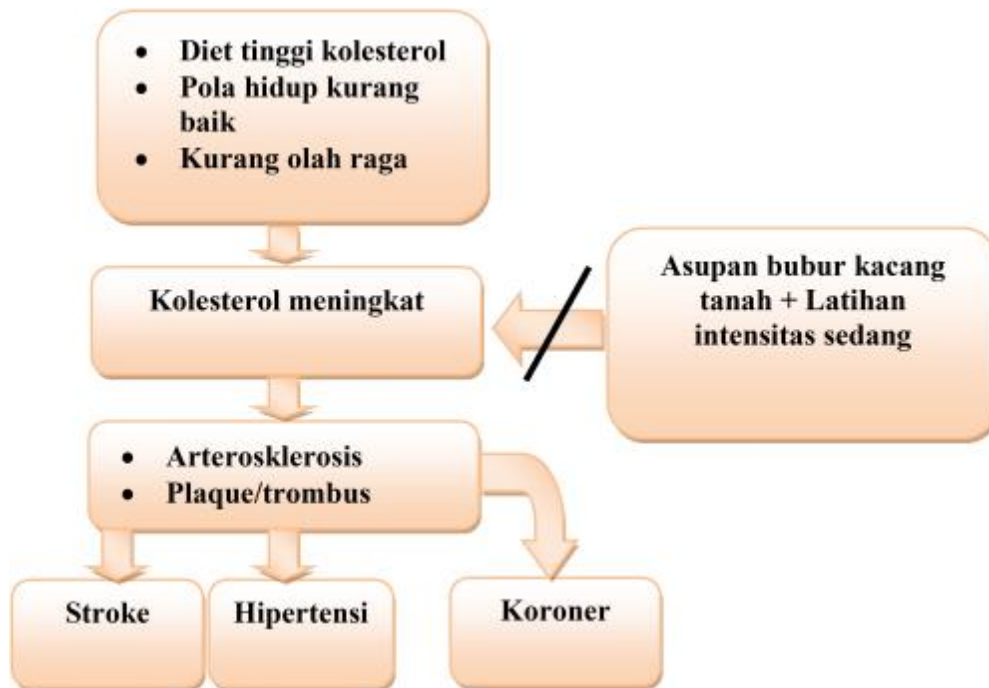 • Diet tinggi kolesterol
• Pola hidup kurang
baik
• Kurang olah raga
Kolesterol meningkat
Asupan bubur kacang
tanah + Latihan
intensitas sedang
• Arterosklerosis
• Plaque/trombus
Stroke
Hipertensi
Koroner